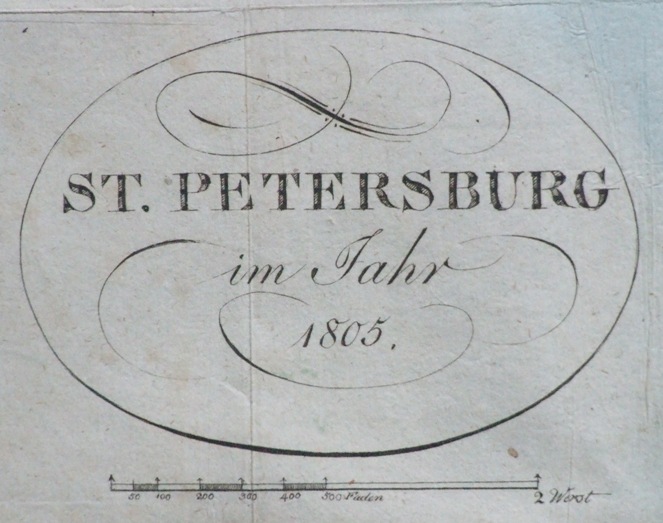 ST. PETERSBURG
im Jahr
1805.
50 100 200 300 400 500 Faden 2 Werst